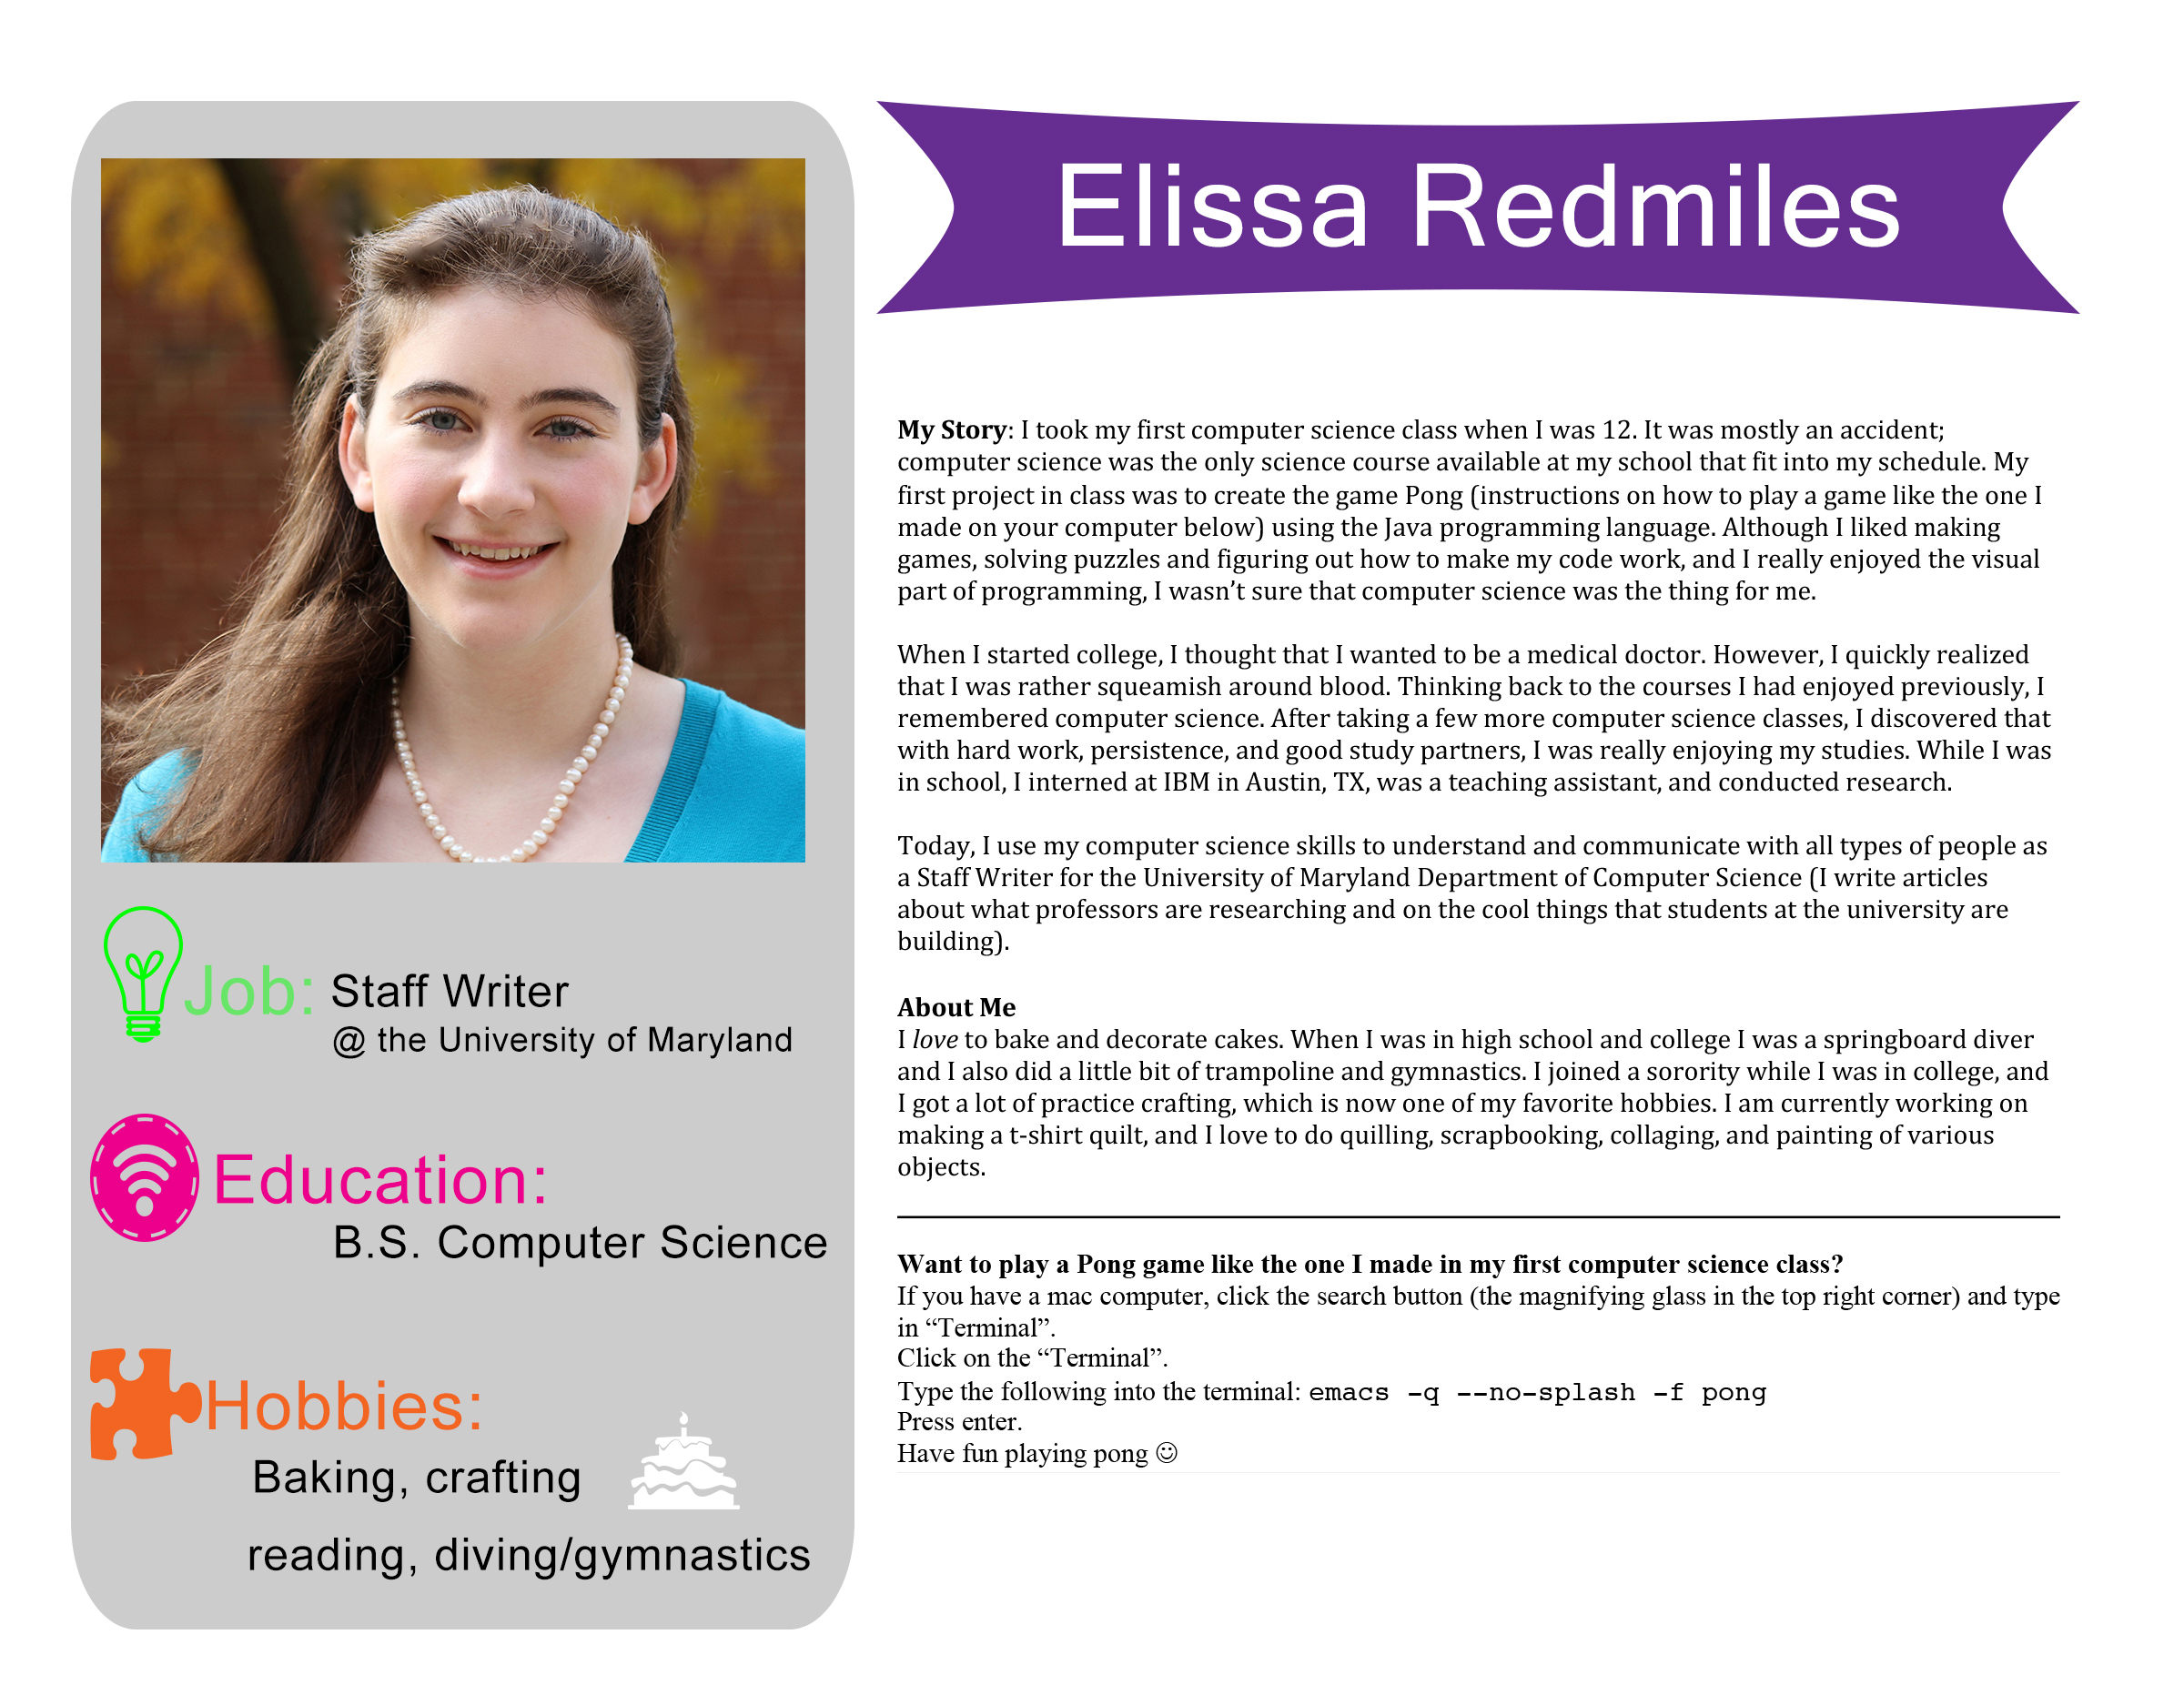 Elissa Redmiles
Job: Staff Writer
@ the University of Maryland
Education:
B.S. Computer Science
Hobbies:
Baking, crafting
reading, diving/gymnastics
My Story: I took my first computer science class when I was 12. It was mostly an accident;
computer science was the only science course available at my school that fit into my schedule. My
first project in class was to create the game Pong (instructions on how to play a game like the one I
made on your computer below) using the Java programming language. Although I liked making
games, solving puzzles and figuring out how to make my code work, and I really enjoyed the visual
part of programming, I wasn’t sure that computer science was the thing for me.
When I started college, I thought that I wanted to be a medical doctor. However, I quickly realized
that I was rather squeamish around blood. Thinking back to the courses I had enjoyed previously, I
remembered computer science. After taking a few more computer science classes, I discovered that
with hard work, persistence, and good study partners, I was really enjoying my studies. While I was
in school, I interned at IBM in Austin, TX, was a teaching assistant, and conducted research.
Today, I use my computer science skills to understand and communicate with all types of people as
a Staff Writer for the University of Maryland Department of Computer Science (I write articles
about what professors are researching and on the cool things that students at the university are
building).
About Me
I love to bake and decorate cakes. When I was in high school and college I was a springboard diver
and I also did a little bit of trampoline and gymnastics. I joined a sorority while I was in college, and
I got a lot of practice crafting, which is now one of my favorite hobbies. I am currently working on
making a t-shirt quilt, and I love to do quilling, scrapbooking, collaging, and painting of various
objects.
Want to play a Pong game like the one I made in my first computer science class?
If you have a mac computer, click the search button (the magnifying glass in the top right corner) and type
in “Terminal”.
Click on the “Terminal”.
Type the following into the terminal: emacs -q --no-splash -f pong
Press enter.
Have fun playing pong ☺